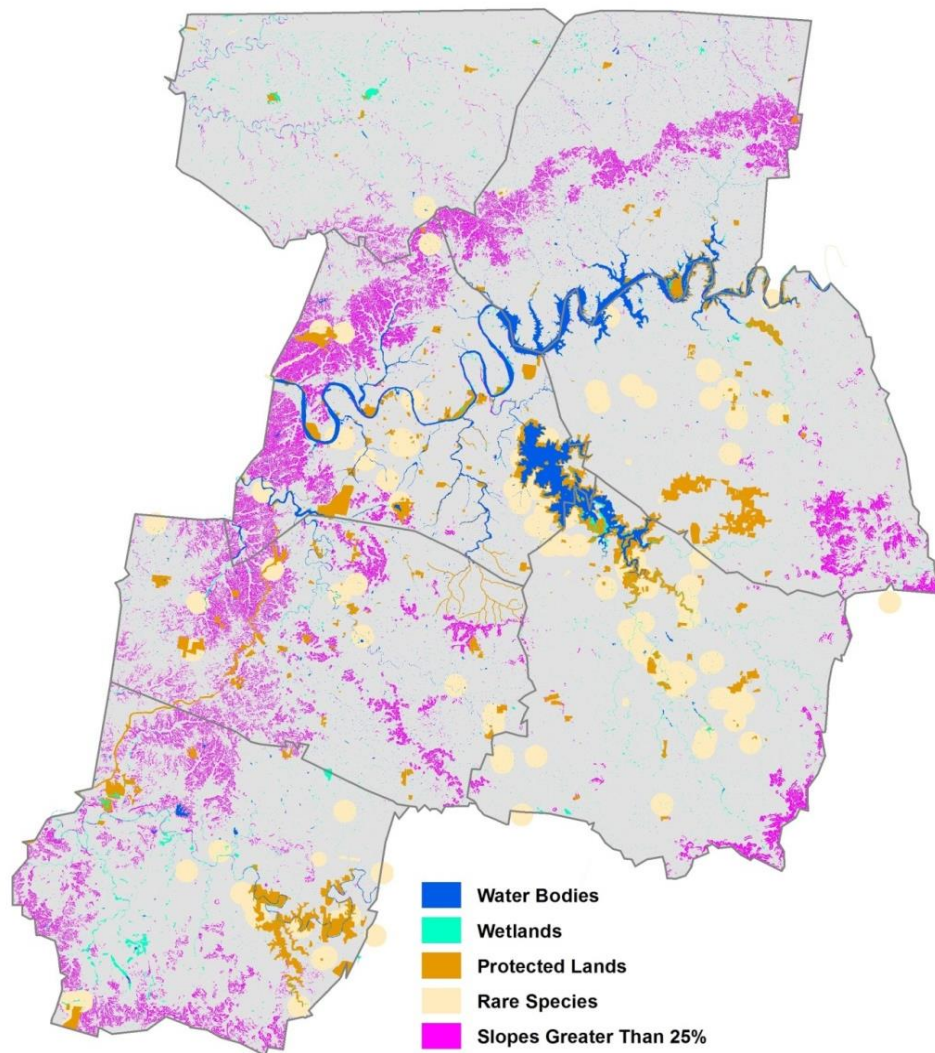 Water Bodies
Wetlands
Protected Lands
Rare Species
Slopes Greater Than 25%